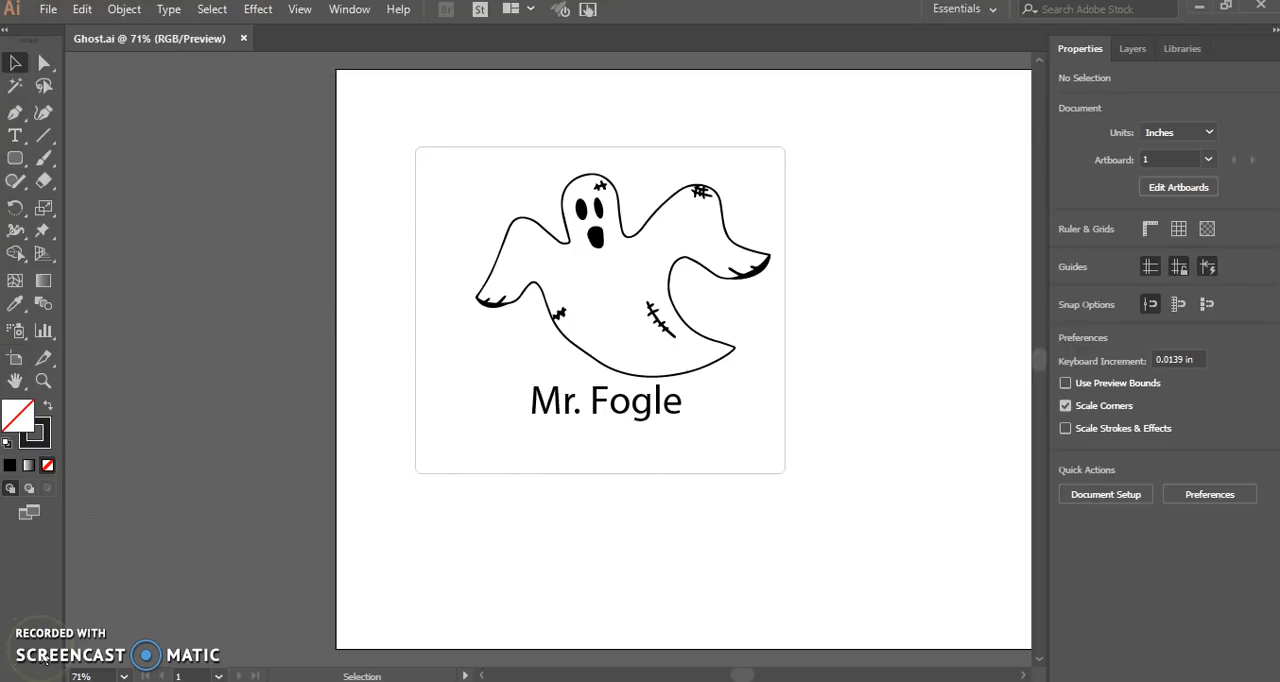 Ai File Edit Object Type Select Effect View Window Help Br St Essentials Search Adobe Stock
Ghost.ai @ 71% (RGB/Preview) ×
Properties Layers Libraries
No Selection
Document
Units: Inches
Artboard: 1
Edit Artboards
Ruler & Grids
Guides
Snap Options
Preferences
Keyboard Increment: 0.0139 in
Use Preview Bounds
Scale Corners
Scale Strokes & Effects
Quick Actions
Document Setup Preferences
Mr. Fogle
RECORDED WITH
SCREENCAST MATIC
71% 1 Selection